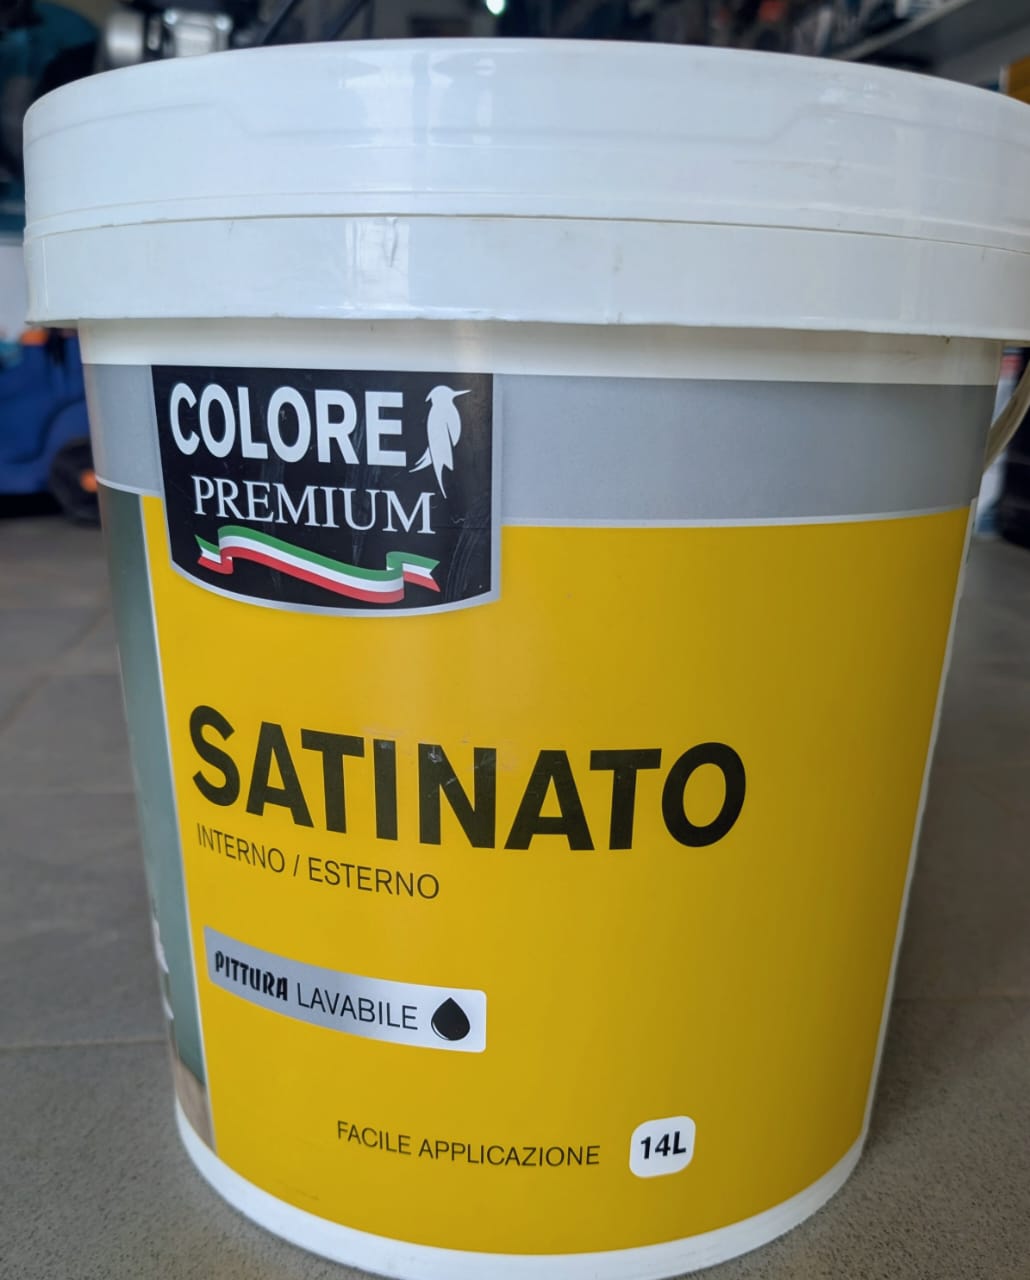 COLORE
PREMIUM
SATINATO
INTERNO / ESTERNO
PITTURA LAVABILE
FACILE APPLICAZIONE
14L